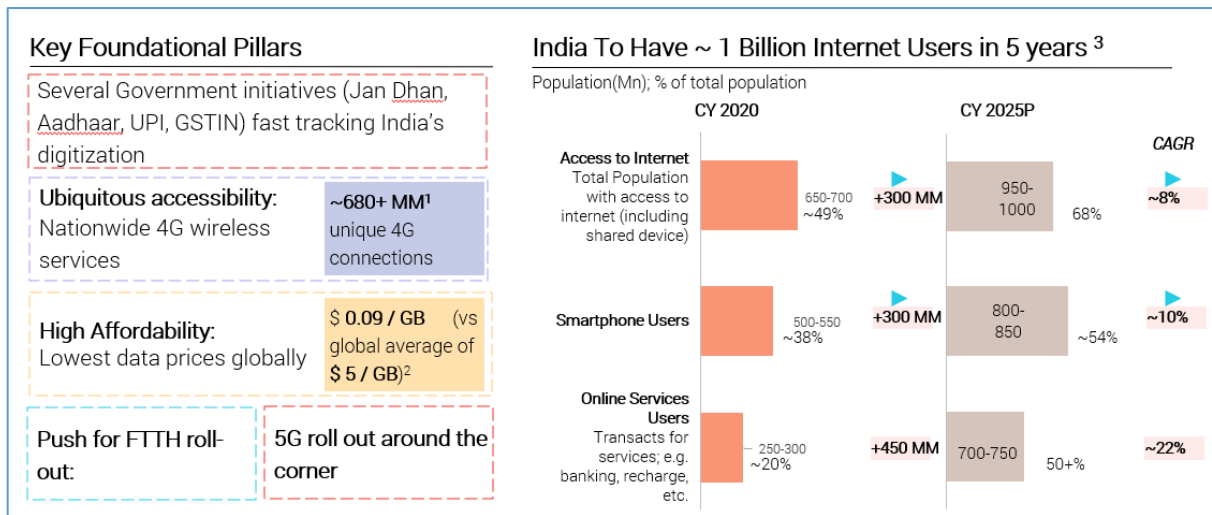 Key Foundational Pillars
Several Government initiatives (Jan Dhan,
Aadhaar, UPI, GSTIN) fast tracking India's
digitization
Ubiquitous accessibility:
Nationwide 4G wireless
services
~680+ MM¹
unique 4G
connections
High Affordability:
Lowest data prices globally
$ 0.09 / GB (vs
global average of
$ 5 / GB)²
Push for FTTH roll-
out:
5G roll out around the
corner
India To Have ~ 1 Billion Internet Users in 5 years ³
Population(Mn); % of total population
CY 2020
CY 2025P
CAGR
Access to Internet
Total Population
with access to
internet (including
shared device)
650-700
~49%
+300 MM
950-
1000
68%
~8%
Smartphone Users
500-550
~38%
+300 MM
800-
850
~54%
~10%
Online Services
Users
Transacts for
services; e.g.
banking, recharge,
etc.
250-300
~20%
+450 MM
700-750
50+%
~22%